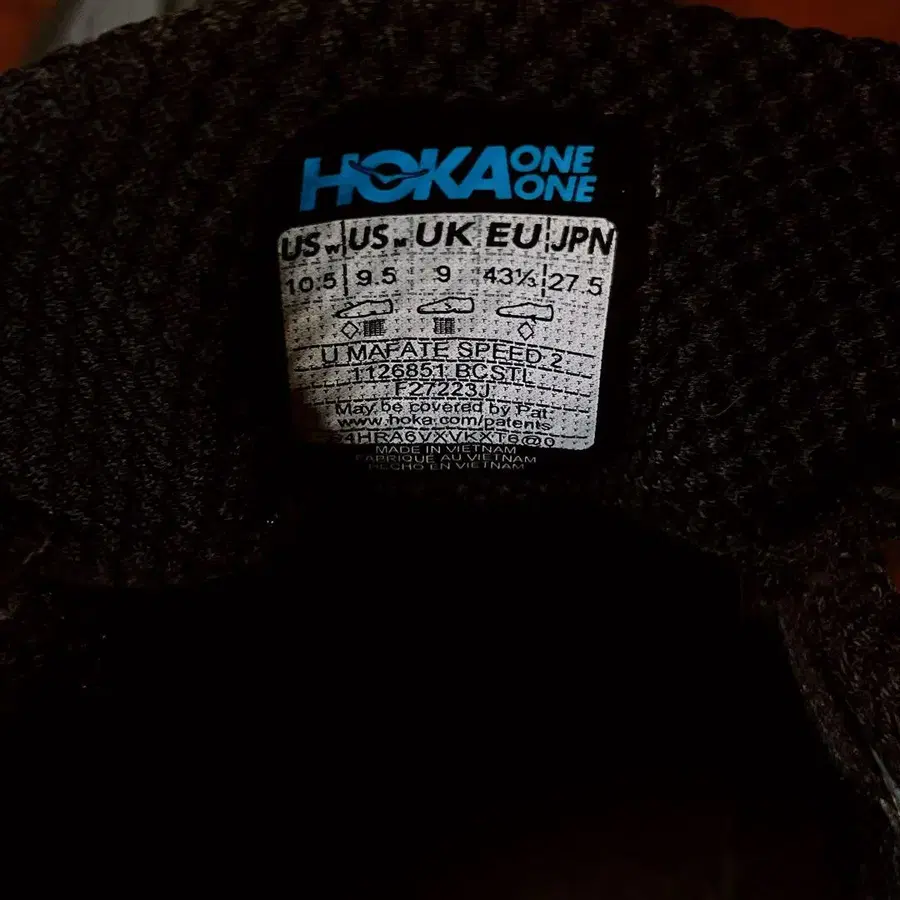 HOKA ONE ONE
US W US M UK EU JPN
10.5 9.5 9 43⅓ 27.5
U MAFATE SPEED 2
1126851 BCSTL
F27223J
May be covered by Pat.
www.hoka.com/patents
4HRA6VXVKXT6@0
MADE IN VIETNAM
FABRIQUE AU VIETNAM
HECHO EN VIETNAM